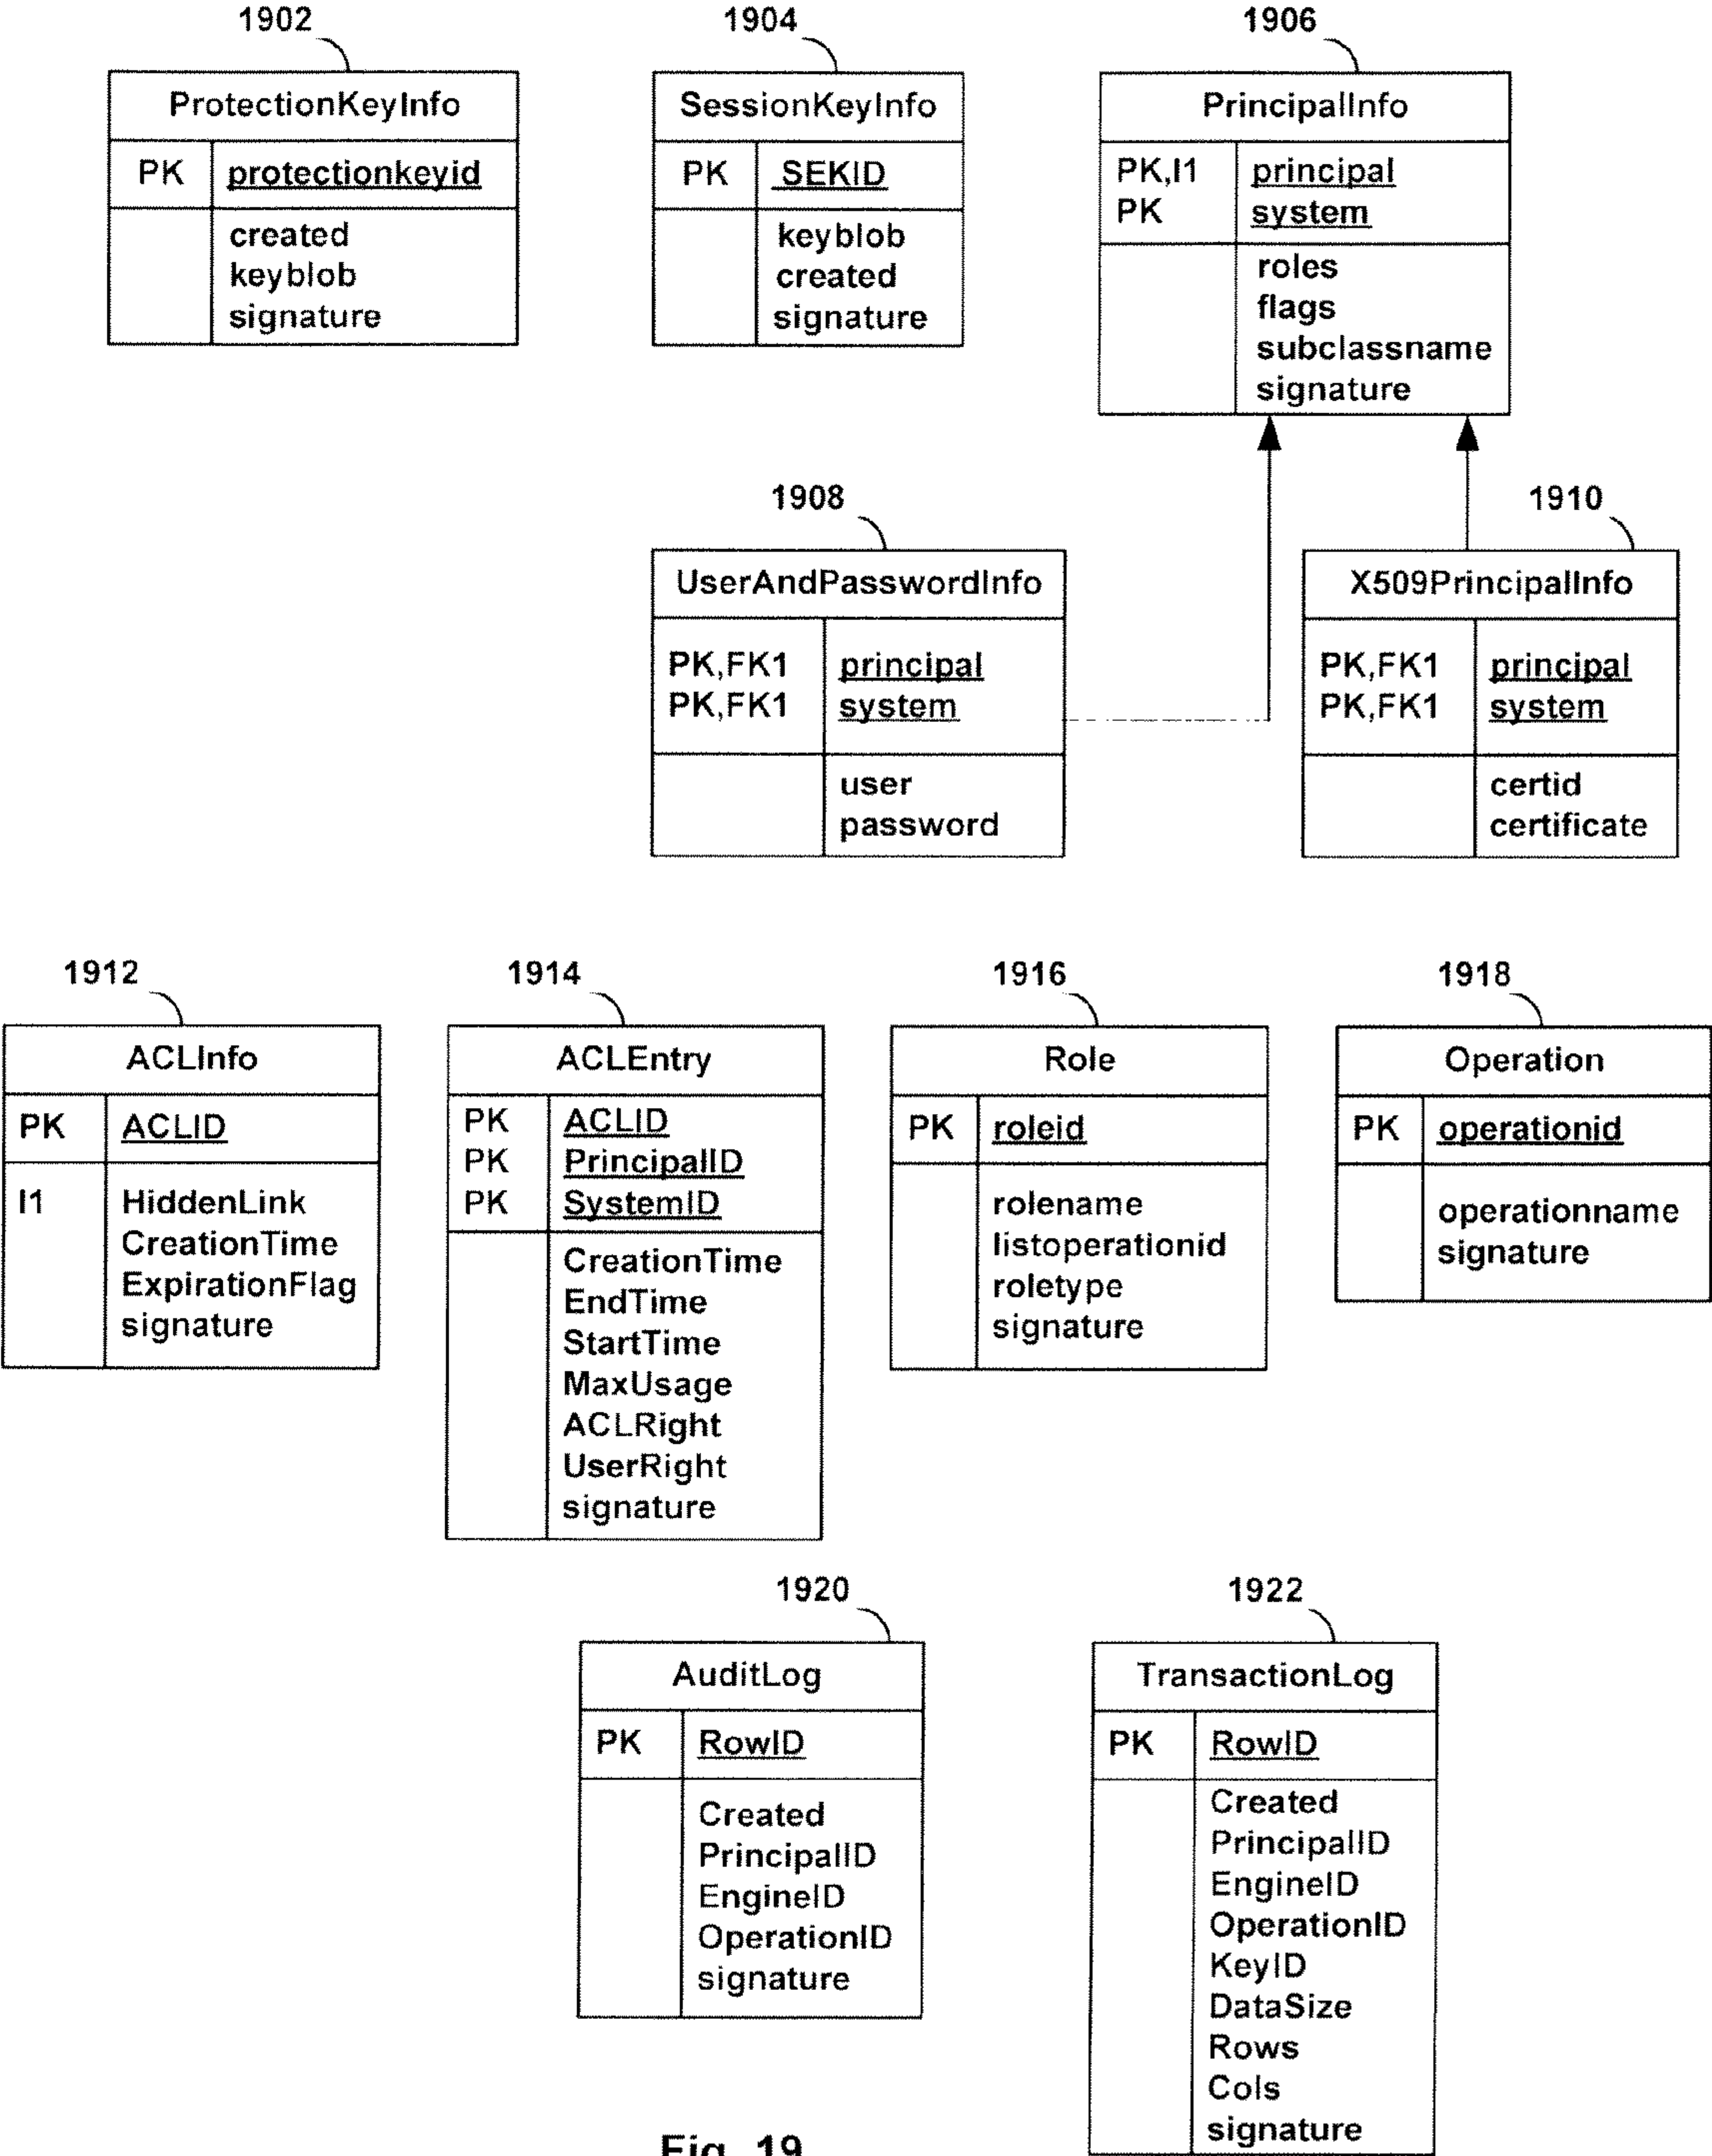 1902
ProtectionKeyInfo
PK protectionkeyid
created
keyblob
signature
1904
SessionKeyInfo
PK SEKID
keyblob
created
signature
1906
PrincipalInfo
PK,I1 principal
PK system
roles
flags
subclassname
signature
1908
UserAndPasswordInfo
PK,FK1 principal
PK,FK1 system
user
password
1910
X509PrincipalInfo
PK,FK1 principal
PK,FK1 system
certid
certificate
1912
ACLInfo
PK ACLID
I1 HiddenLink
CreationTime
ExpirationFlag
signature
1914
ACLEntry
PK ACLID
PK PrincipalID
PK SystemID
CreationTime
EndTime
StartTime
MaxUsage
ACLRight
UserRight
signature
1916
Role
PK roleid
rolename
listoperationid
roletype
signature
1918
Operation
PK operationid
operationname
signature
1920
AuditLog
PK RowID
Created
PrincipalID
EngineID
OperationID
signature
1922
TransactionLog
PK RowID
Created
PrincipalID
EngineID
OperationID
KeyID
DataSize
Rows
Cols
signature
Fig. 19